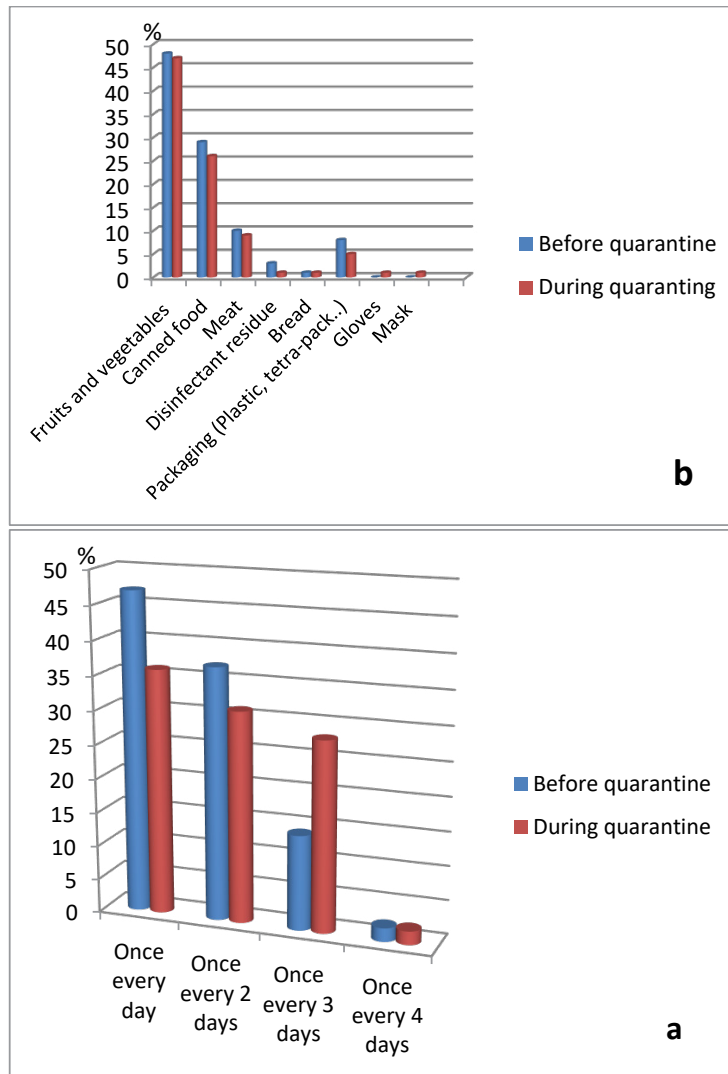 %
50
45
40
35
30
25
20
15
10
5
0
Fruits and vegetables
Canned food
Meat
Disinfectant residue
Bread
Packaging (Plastic, tetra-pack..)
Gloves
Mask
Before quarantine
During quaranting
b
%
50
45
40
35
30
25
20
15
10
5
0
Once
every
day
Once
every 2
days
Once
every 3
days
Once
every 4
days
Before quarantine
During quarantine
a